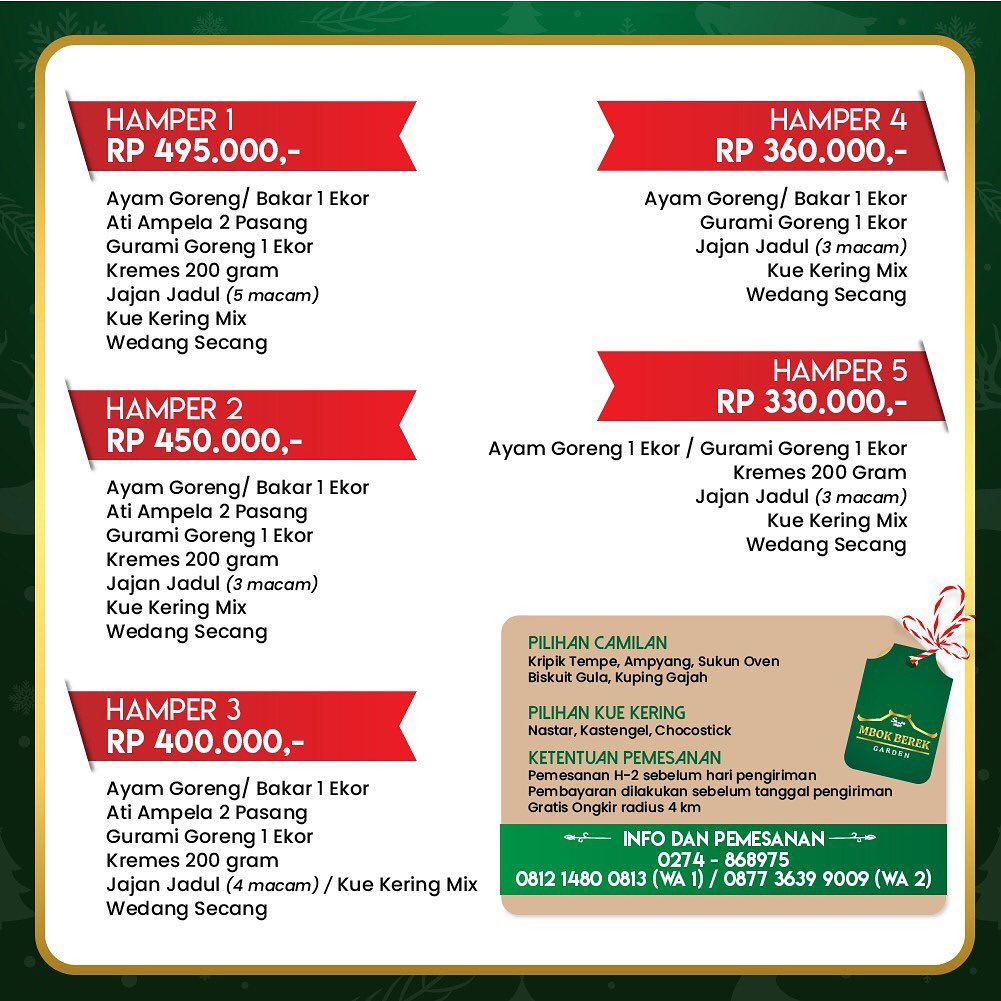 HAMPER 1
RP 495.000,-
Ayam Goreng/ Bakar 1 Ekor
Ati Ampela 2 Pasang
Gurami Goreng 1 Ekor
Kremes 200 gram
Jajan Jadul (5 macam)
Kue Kering Mix
Wedang Secang
HAMPER 2
RP 450.000,-
Ayam Goreng/ Bakar 1 Ekor
Ati Ampela 2 Pasang
Gurami Goreng 1 Ekor
Kremes 200 gram
Jajan Jadul (3 macam)
Kue Kering Mix
Wedang Secang
HAMPER 3
RP 400.000,-
Ayam Goreng/ Bakar 1 Ekor
Ati Ampela 2 Pasang
Gurami Goreng 1 Ekor
Kremes 200 gram
Jajan Jadul (4 macam) / Kue Kering Mix
Wedang Secang
HAMPER 4
RP 360.000,-
Ayam Goreng/ Bakar 1 Ekor
Gurami Goreng 1 Ekor
Jajan Jadul (3 macam)
Kue Kering Mix
Wedang Secang
HAMPER 5
RP 330.000,-
Ayam Goreng 1 Ekor / Gurami Goreng 1 Ekor
Kremes 200 Gram
Jajan Jadul (3 macam)
Kue Kering Mix
Wedang Secang
PILIHAN CAMILAN
Kripik Tempe, Ampyang, Sukun Oven
Biskuit Gula, Kuping Gajah
PILIHAN KUE KERING
Nastar, Kastengel, Chocostick
KETENTUAN PEMESANAN
Pemesanan H-2 sebelum hari pengiriman
Pembayaran dilakukan sebelum tanggal pengiriman
Gratis Ongkir radius 4 km
MBOK BEREK
GARDEN
INFO DAN PEMESANAN
0274 - 868975
0812 1480 0813 (WA 1) / 0877 3639 9009 (WA 2)